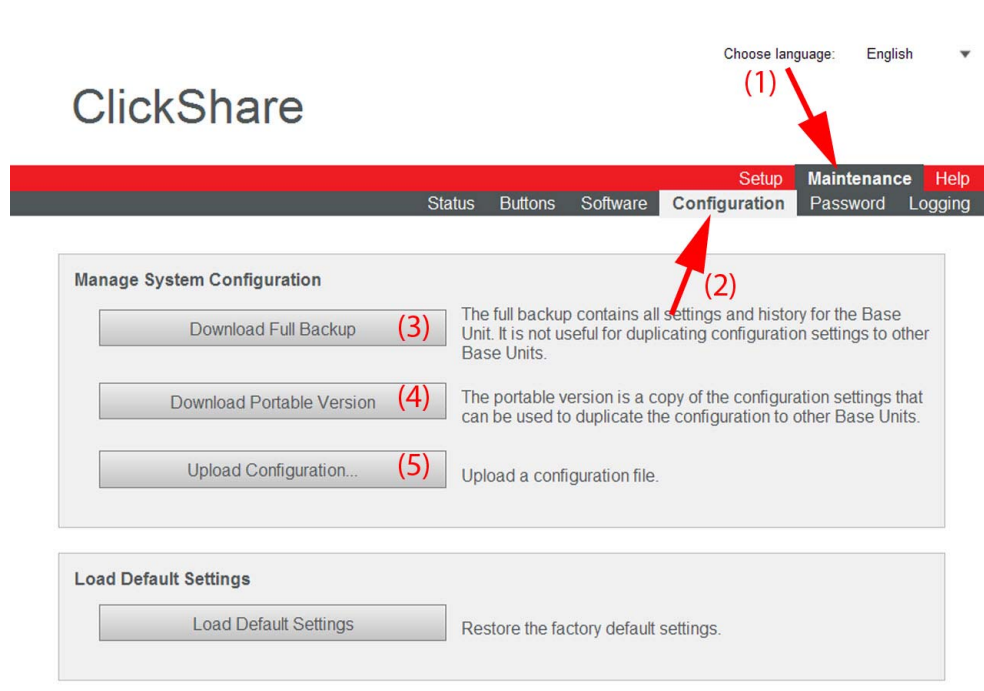 Choose language: English
(1)
ClickShare
Setup Maintenance Help
Status Buttons Software Configuration Password Logging
(2)
Manage System Configuration
Download Full Backup (3)
The full backup contains all settings and history for the Base
Unit. It is not useful for duplicating configuration settings to other
Base Units.
Download Portable Version (4)
The portable version is a copy of the configuration settings that
can be used to duplicate the configuration to other Base Units.
Upload Configuration... (5)
Upload a configuration file.
Load Default Settings
Load Default Settings
Restore the factory default settings.